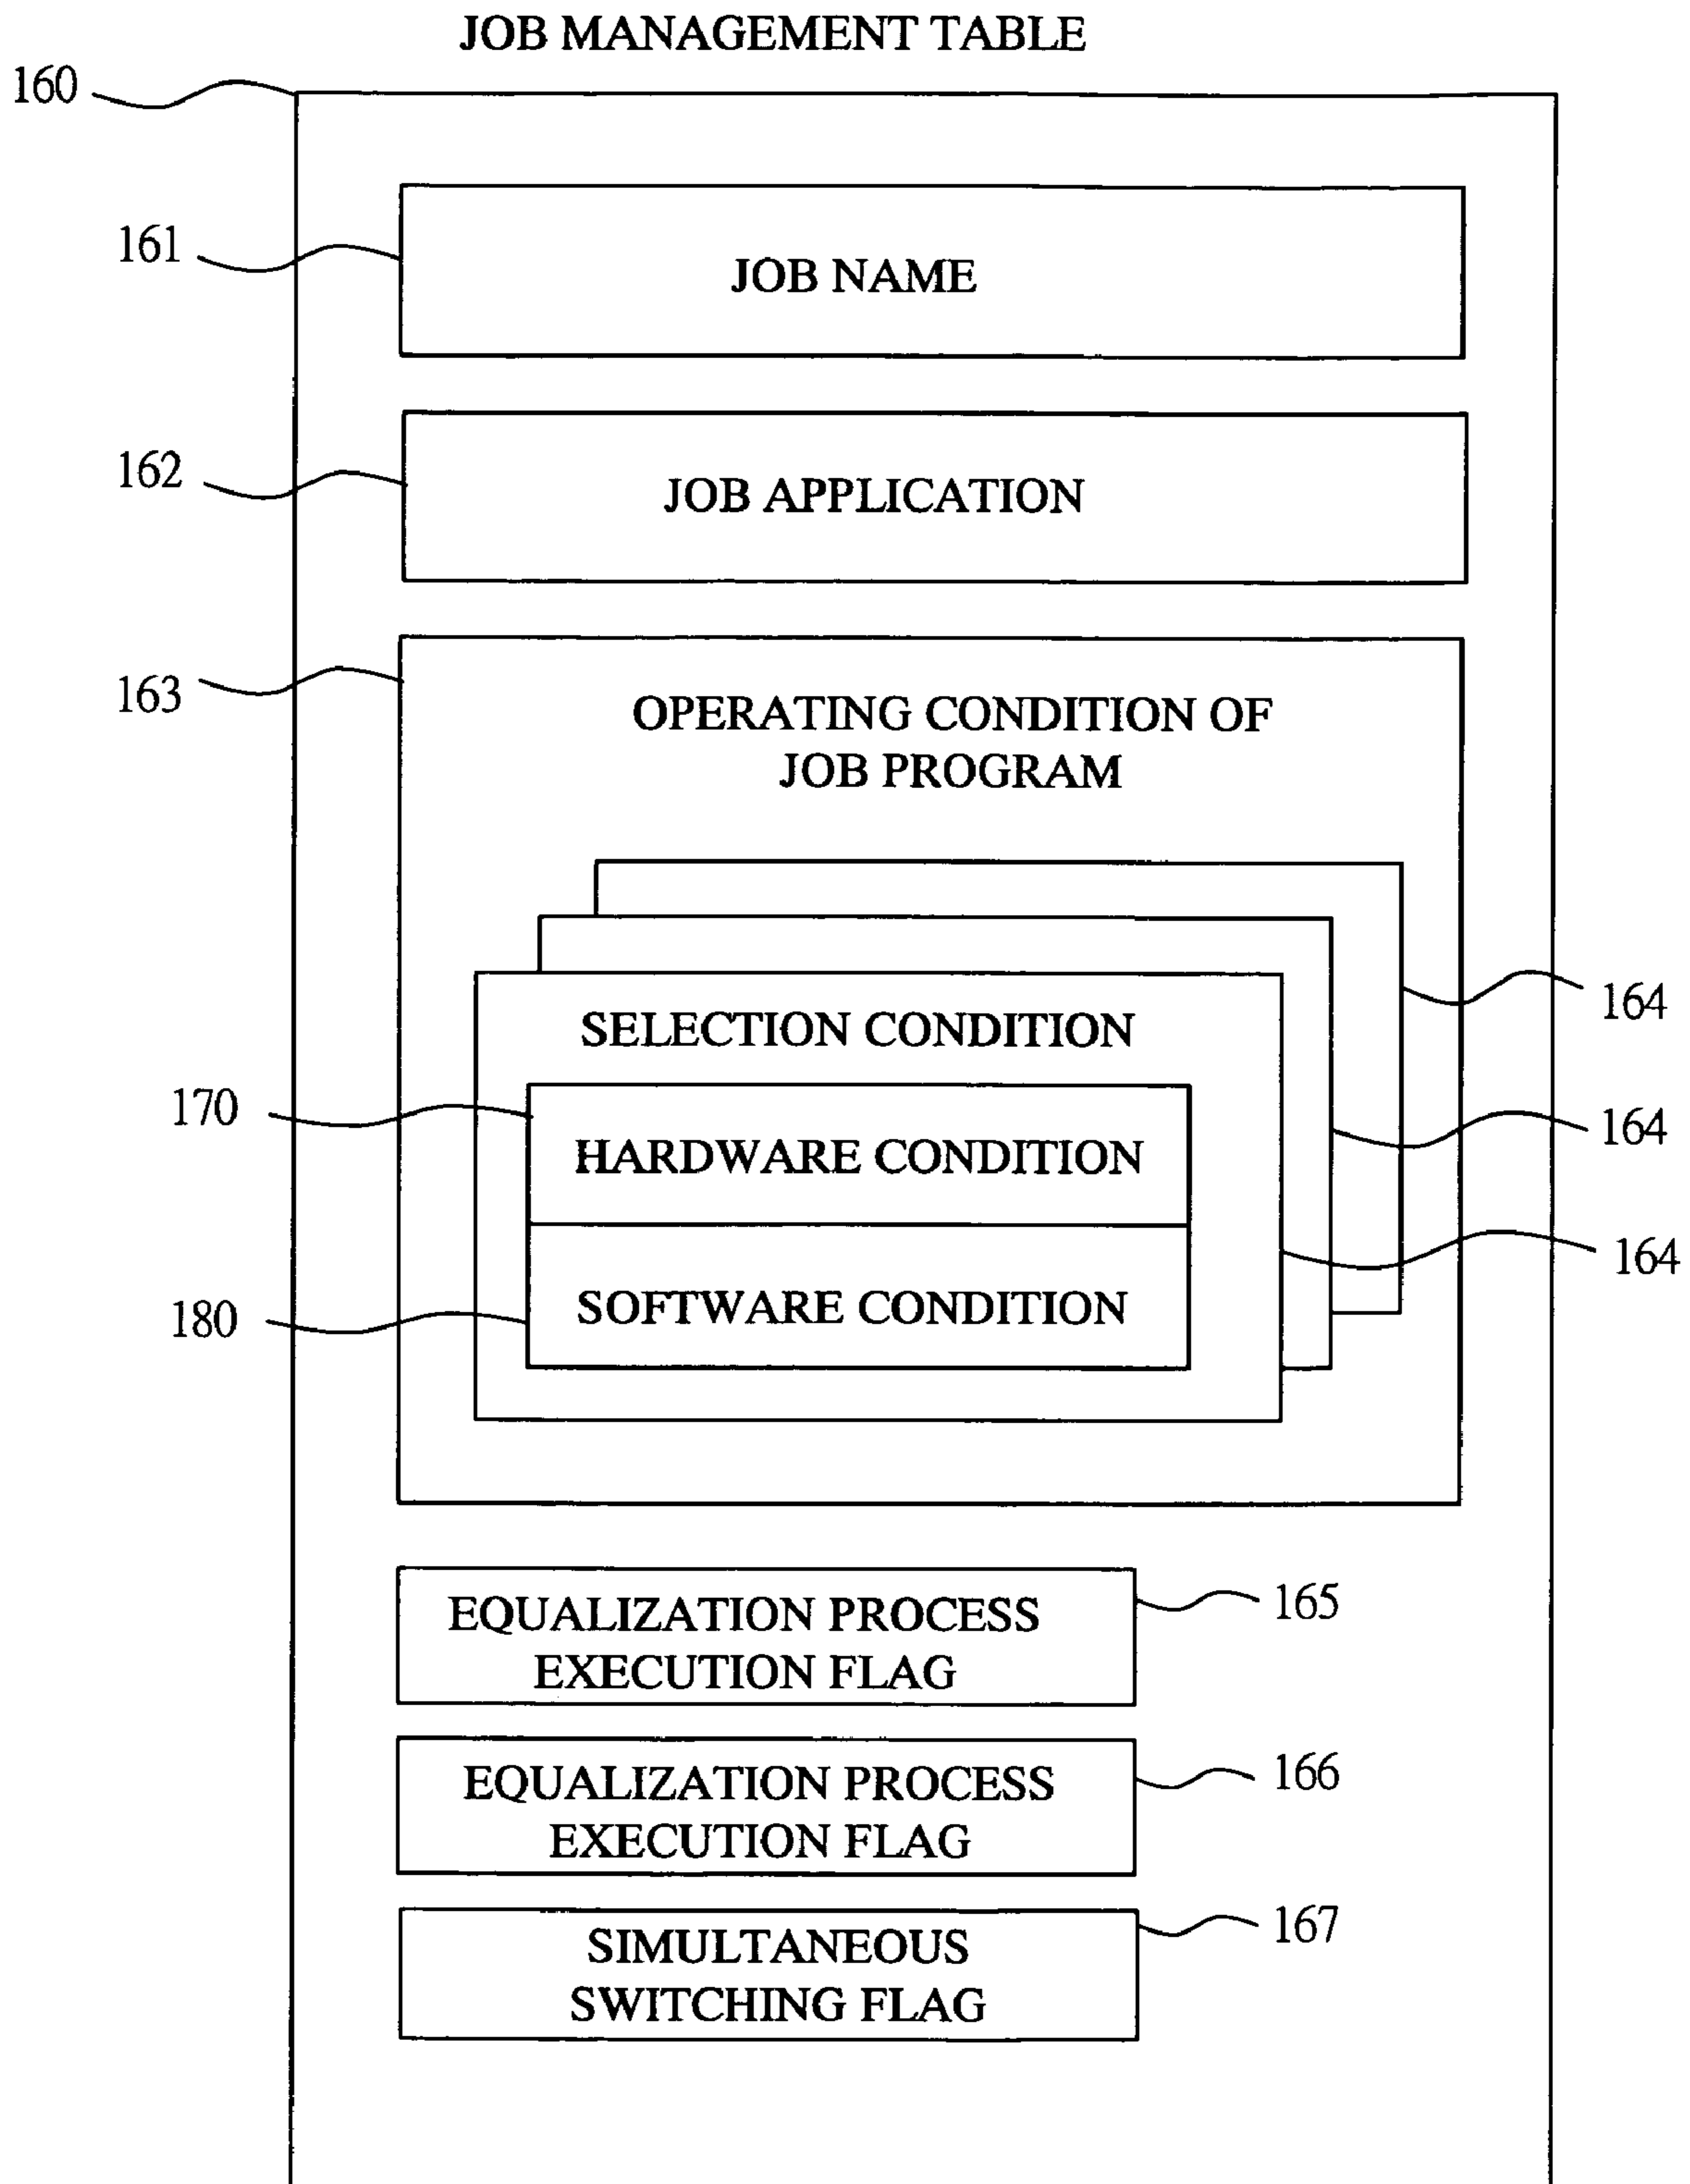 JOB MANAGEMENT TABLE
160
161
JOB NAME
162
JOB APPLICATION
163
OPERATING CONDITION OF
JOB PROGRAM
164
SELECTION CONDITION
170
HARDWARE CONDITION
164
164
180
SOFTWARE CONDITION
EQUALIZATION PROCESS
EXECUTION FLAG
165
EQUALIZATION PROCESS
EXECUTION FLAG
166
SIMULTANEOUS
SWITCHING FLAG
167